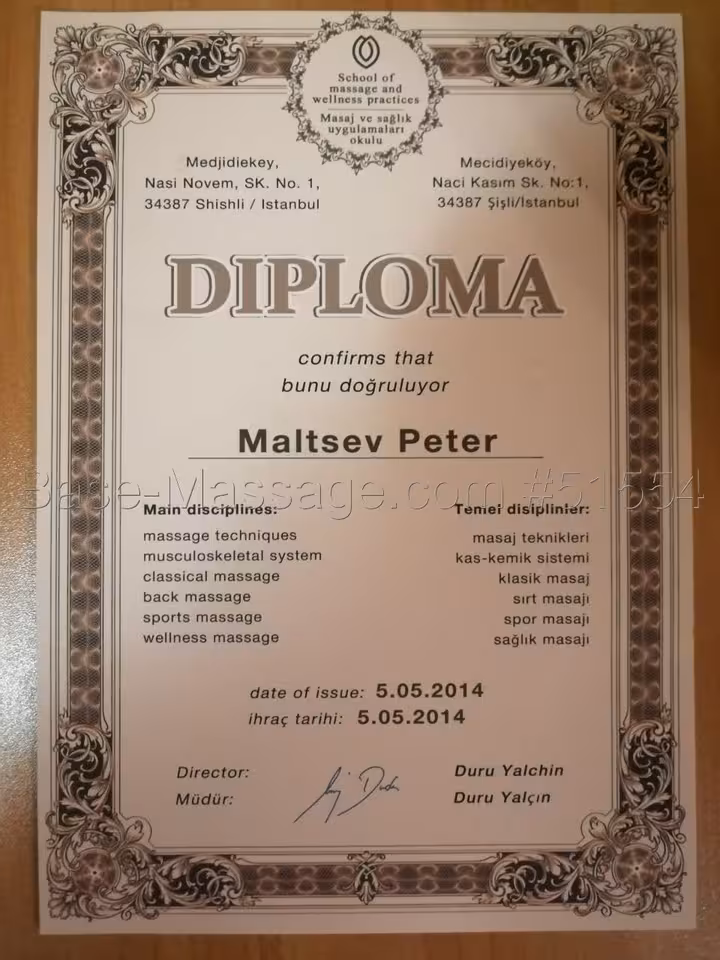 School of
massage and
wellness practices
Masaj ve sağlık
uygulamaları
okulu
Medjidiekey,
Nasi Novem, SK. No. 1,
34387 Shishli / Istanbul
Mecidiyeköy,
Naci Kasım Sk. No:1,
34387 Şişli/İstanbul
DIPLOMA
confirms that
bunu doğruluyor
Maltsev Peter
Base-Massage.com #51554
Main disciplines:
massage techniques
musculoskeletal system
classical massage
back massage
sports massage
wellness massage
Temel disiplinler:
masaj teknikleri
kas-kemik sistemi
klasik masaj
sırt masajı
spor masajı
sağlık masajı
date of issue: 5.05.2014
ihraç tarihi: 5.05.2014
Director:
Müdür:
Duru Yalchin
Duru Yalçın